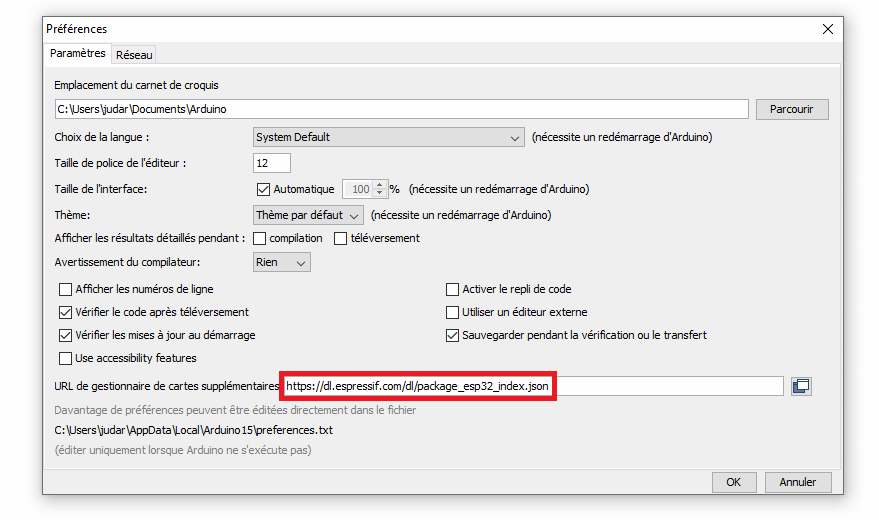 Préférences
Paramètres Réseau
Emplacement du carnet de croquis
C:\Users\judar\Documents\Arduino Parcourir
Choix de la langue : System Default (nécessite un redémarrage d'Arduino)
Taille de police de l'éditeur : 12
Taille de l'interface: Automatique 100 % (nécessite un redémarrage d'Arduino)
Thème: Thème par défaut (nécessite un redémarrage d'Arduino)
Afficher les résultats détaillés pendant : compilation téléversement
Avertissement du compilateur: Rien
Afficher les numéros de ligne Activer le repli de code
Vérifier le code après téléversement Utiliser un éditeur externe
Vérifier les mises à jour au démarrage Sauvegarder pendant la vérification ou le transfert
Use accessibility features
URL de gestionnaire de cartes supplémentaires https://dl.espressif.com/dl/package_esp32_index.json
Davantage de préférences peuvent être éditées directement dans le fichier
C:\Users\judar\AppData\Local\Arduino15\preferences.txt
(éditer uniquement lorsque Arduino ne s'exécute pas)
OK Annuler